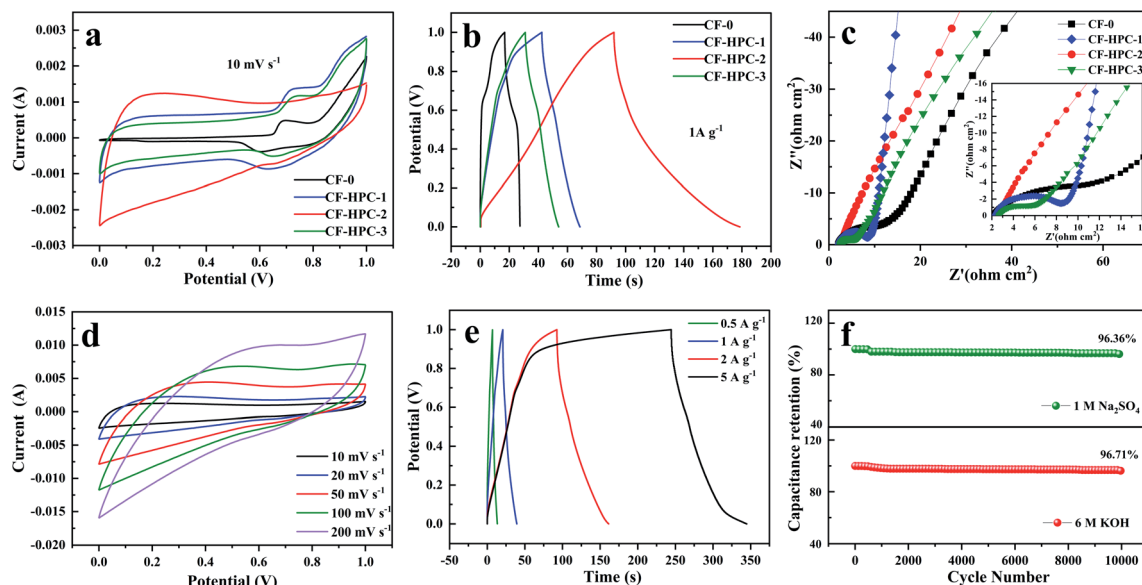 a
10 mV s⁻¹
CF-0
CF-HPC-1
CF-HPC-2
CF-HPC-3
Current (A)
0.003
0.002
0.001
0.000
-0.001
-0.002
0.003
0.0 0.2 0.4 0.6 0.8 1.0
Potential (V)
b
CF-0
CF-HPC-1
CF-HPC-2
CF-HPC-3
1A g⁻¹
Potential (V)
1.0
0.8
0.6
0.4
0.2
0.0
-20 0 20 40 60 80 100 120 140 160 180 200
Time (s)
c
CF-0
CF-HPC-1
CF-HPC-2
CF-HPC-3
Z''(ohm cm²)
-40
-30
-20
-10
0
0 20 40 60
Z'(ohm cm²)
Z''(ohm cm²)
-16
-14
-12
-10
-8
-6
-4
-2
0
2 4 6 8 10 12 14 16
Z'(ohm cm²)
d
10 mV s⁻¹
20 mV s⁻¹
50 mV s⁻¹
100 mV s⁻¹
200 mV s⁻¹
Current (A)
0.015
0.010
0.005
0.000
-0.005
-0.010
-0.015
-0.020
0.0 0.2 0.4 0.6 0.8 1.0
Potential (V)
e
0.5 A g⁻¹
1 A g⁻¹
2 A g⁻¹
5 A g⁻¹
Potential (V)
1.0
0.8
0.6
0.4
0.2
0.0
-50 0 50 100 150 200 250 300 350
Time (s)
f
96.36%
1 M Na₂SO₄
96.71%
6 M KOH
Capacitance retention (%)
120
80
40
120
80
40
0 2000 4000 6000 8000 10000
Cycle Number